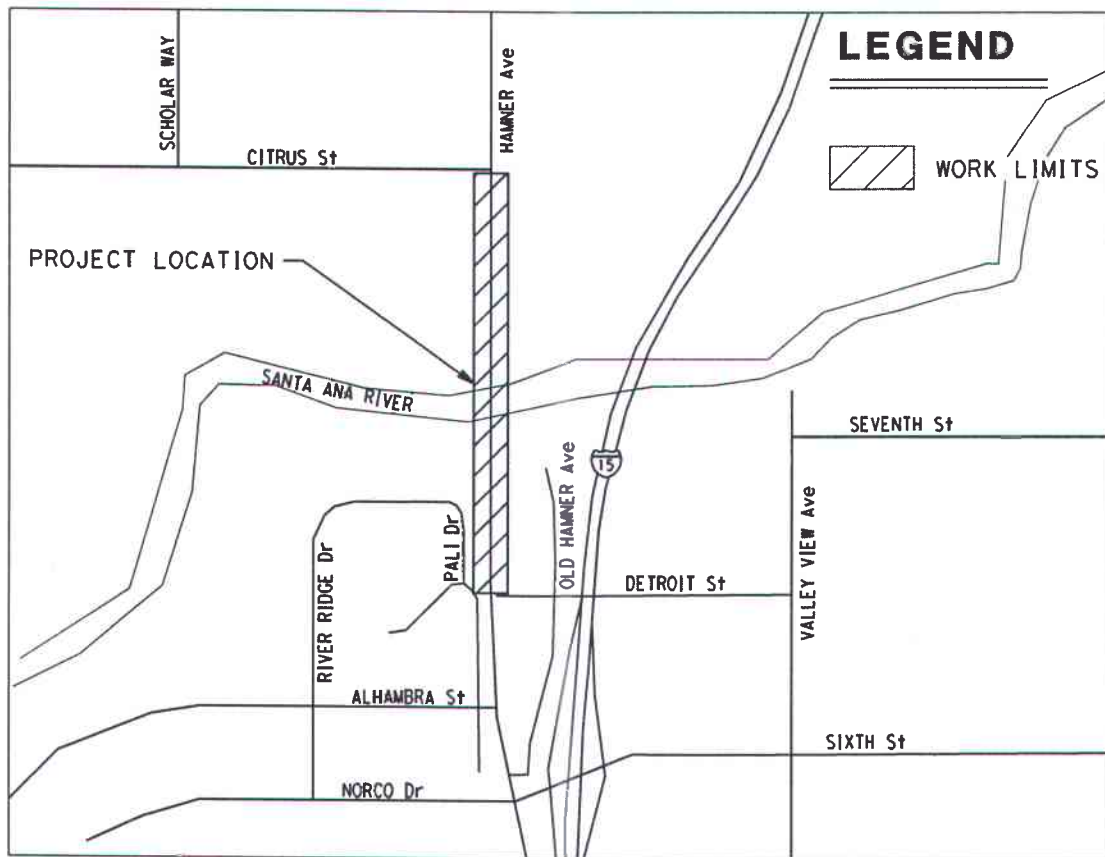 LEGEND
SCHOLAR WAY
HAMNER Ave
CITRUS St
WORK LIMITS
PROJECT LOCATION
SANTA ANA RIVER
SEVENTH St
15
OLD HAMNER Ave
PALI Dr
RIVER RIDGE Dr
VALLEY VIEW Ave
DETROIT St
ALHAMBRA St
SIXTH St
NORCO Dr